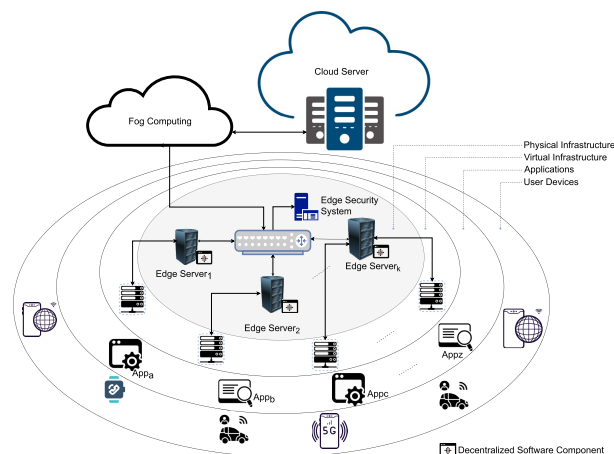 Cloud Server
Fog Computing
Physical Infrastructure
Virtual Infrastructure
Applications
User Devices
Edge Security
System
Edge Server1
Edge Serverk
Edge Server2
Appz
Appa
Appb
Appc
5G
Decentralized Software Component